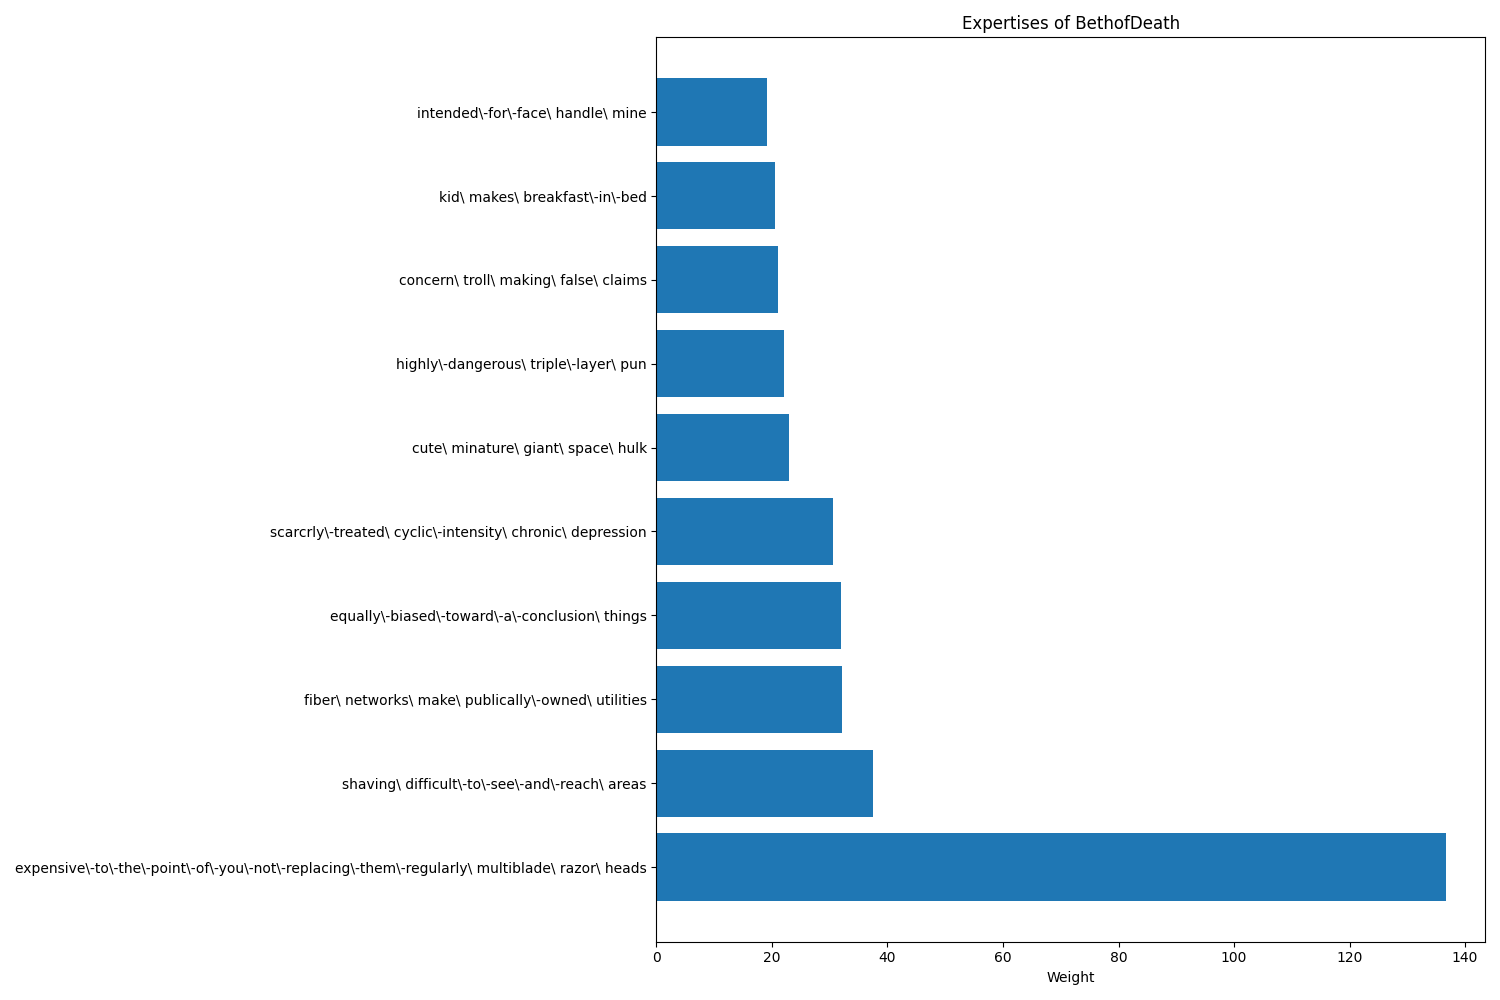 Expertises of BethofDeath
intended\-for\-face\ handle\ mine
kid\ makes\ breakfast\-in\-bed
concern\ troll\ making\ false\ claims
highly\-dangerous\ triple\-layer\ pun
cute\ minature\ giant\ space\ hulk
scarcrly\-treated\ cyclic\-intensity\ chronic\ depression
equally\-biased\-toward\-a\-conclusion\ things
fiber\ networks\ make\ publically\-owned\ utilities
shaving\ difficult\-to\-see\-and\-reach\ areas
expensive\-to\-the\-point\-of\-you\-not\-replacing\-them\-regularly\ multiblade\ razor\ heads
0 20 40 60 80 100 120 140
Weight